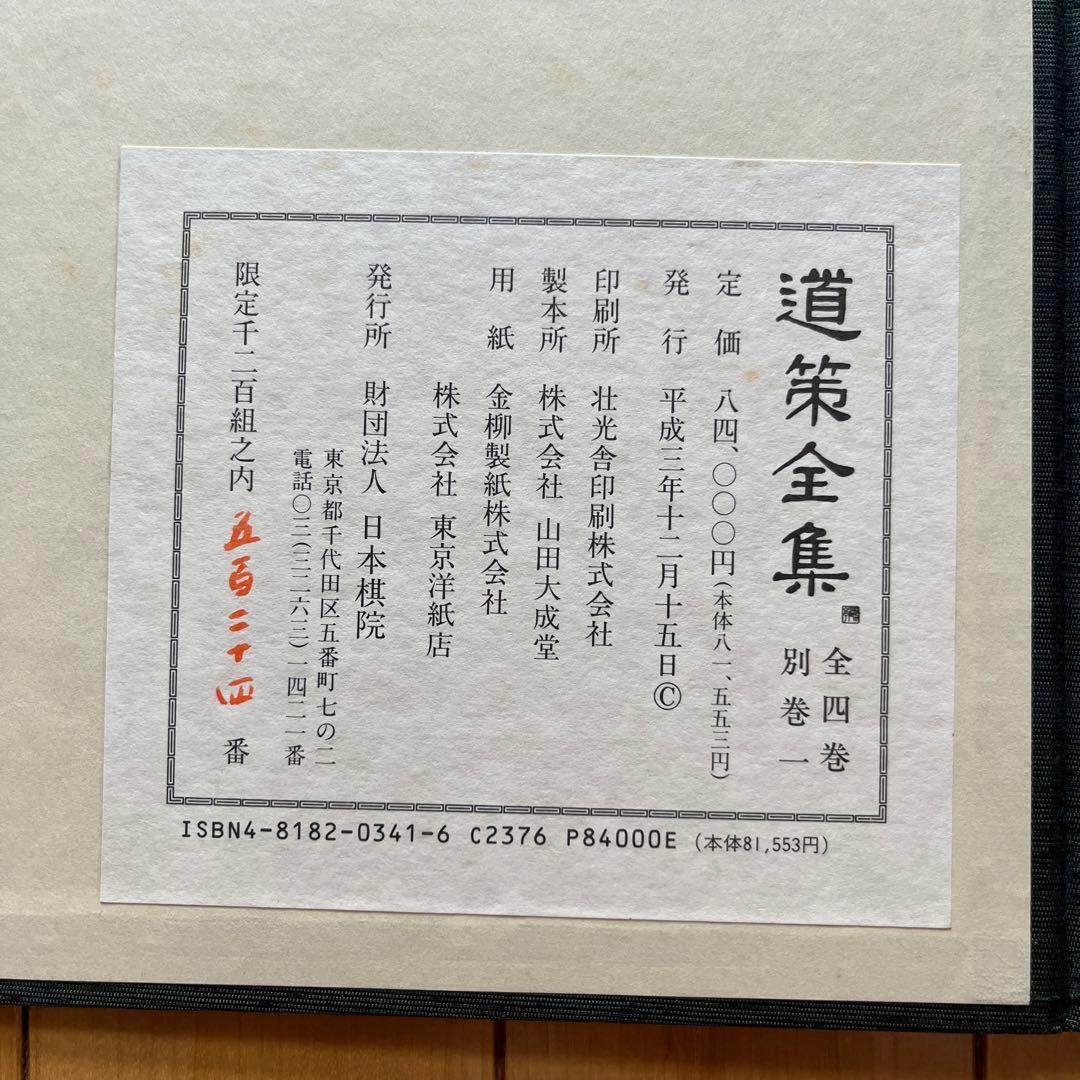 道策全集
全四巻
別巻一
定価 八四、〇〇〇円(本体八一、五五三円)
発行 平成三年十二月十五日©
印刷所 壮光舎印刷株式会社
製本所 株式会社 山田大成堂
用紙 金柳製紙株式会社
株式会社 東京洋紙店
発行所 財団法人 日本棋院
東京都千代田区五番町七の二
電話〇三(三二六三)一四二一番
限定千二百組之内 五百二十四 番
ISBN4-8182-0341-6 C2376 P84000E (本体81,553円)